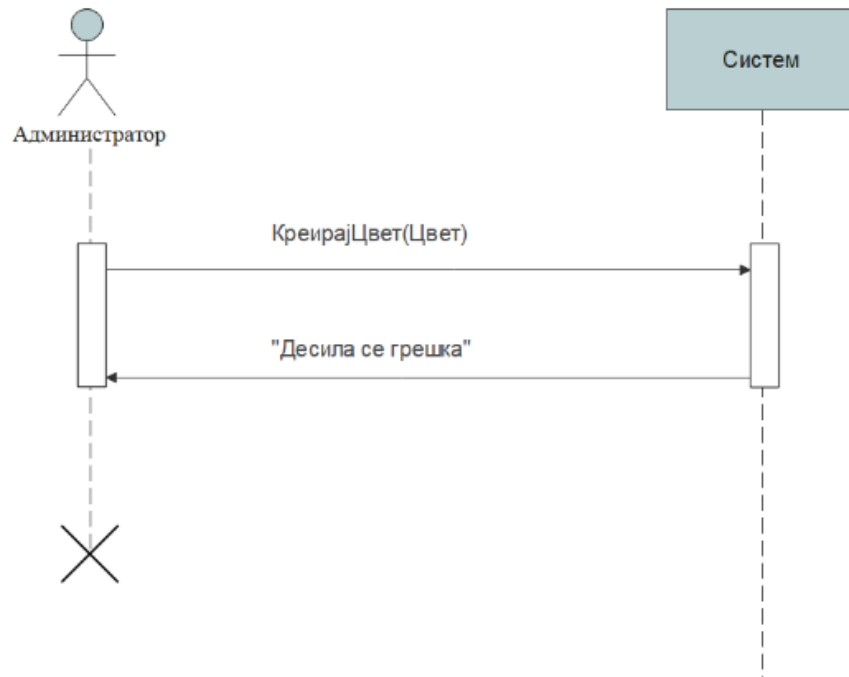 Систем
Администратор
КреирајЦвет(Цвет)
"Десила се грешка"